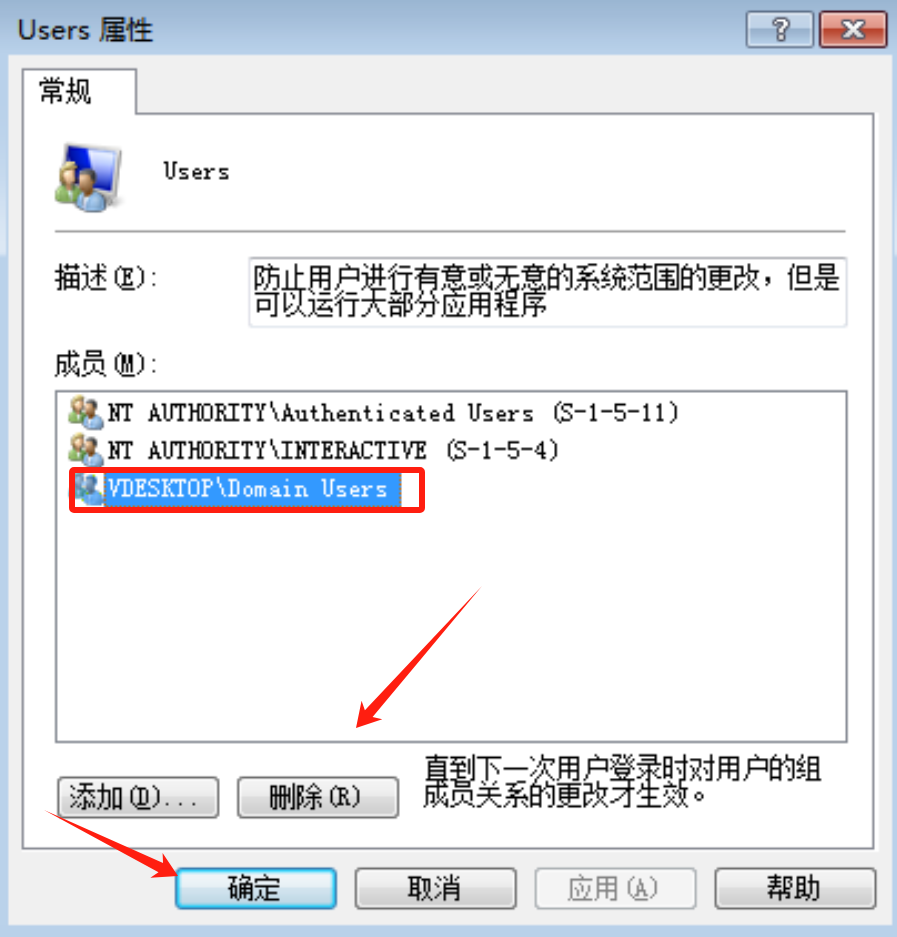 Users 属性
常规
Users
描述(E):
防止用户进行有意或无意的系统范围的更改，但是
可以运行大部分应用程序
成员(M):
NT AUTHORITY\Authenticated Users (S-1-5-11)
NT AUTHORITY\INTERACTIVE (S-1-5-4)
VDESKTOP\Domain Users
添加(D)...
删除(R)
直到下一次用户登录时对用户的组
成员关系的更改才生效。
确定
取消
应用(A)
帮助